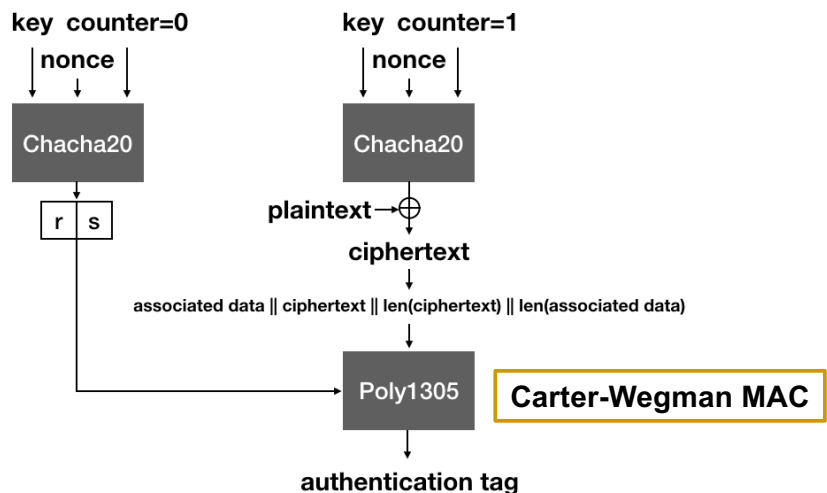 key counter=0
nonce
Chacha20
r s
key counter=1
nonce
Chacha20
plaintext
ciphertext
associated data || ciphertext || len(ciphertext) || len(associated data)
Poly1305
Carter-Wegman MAC
authentication tag